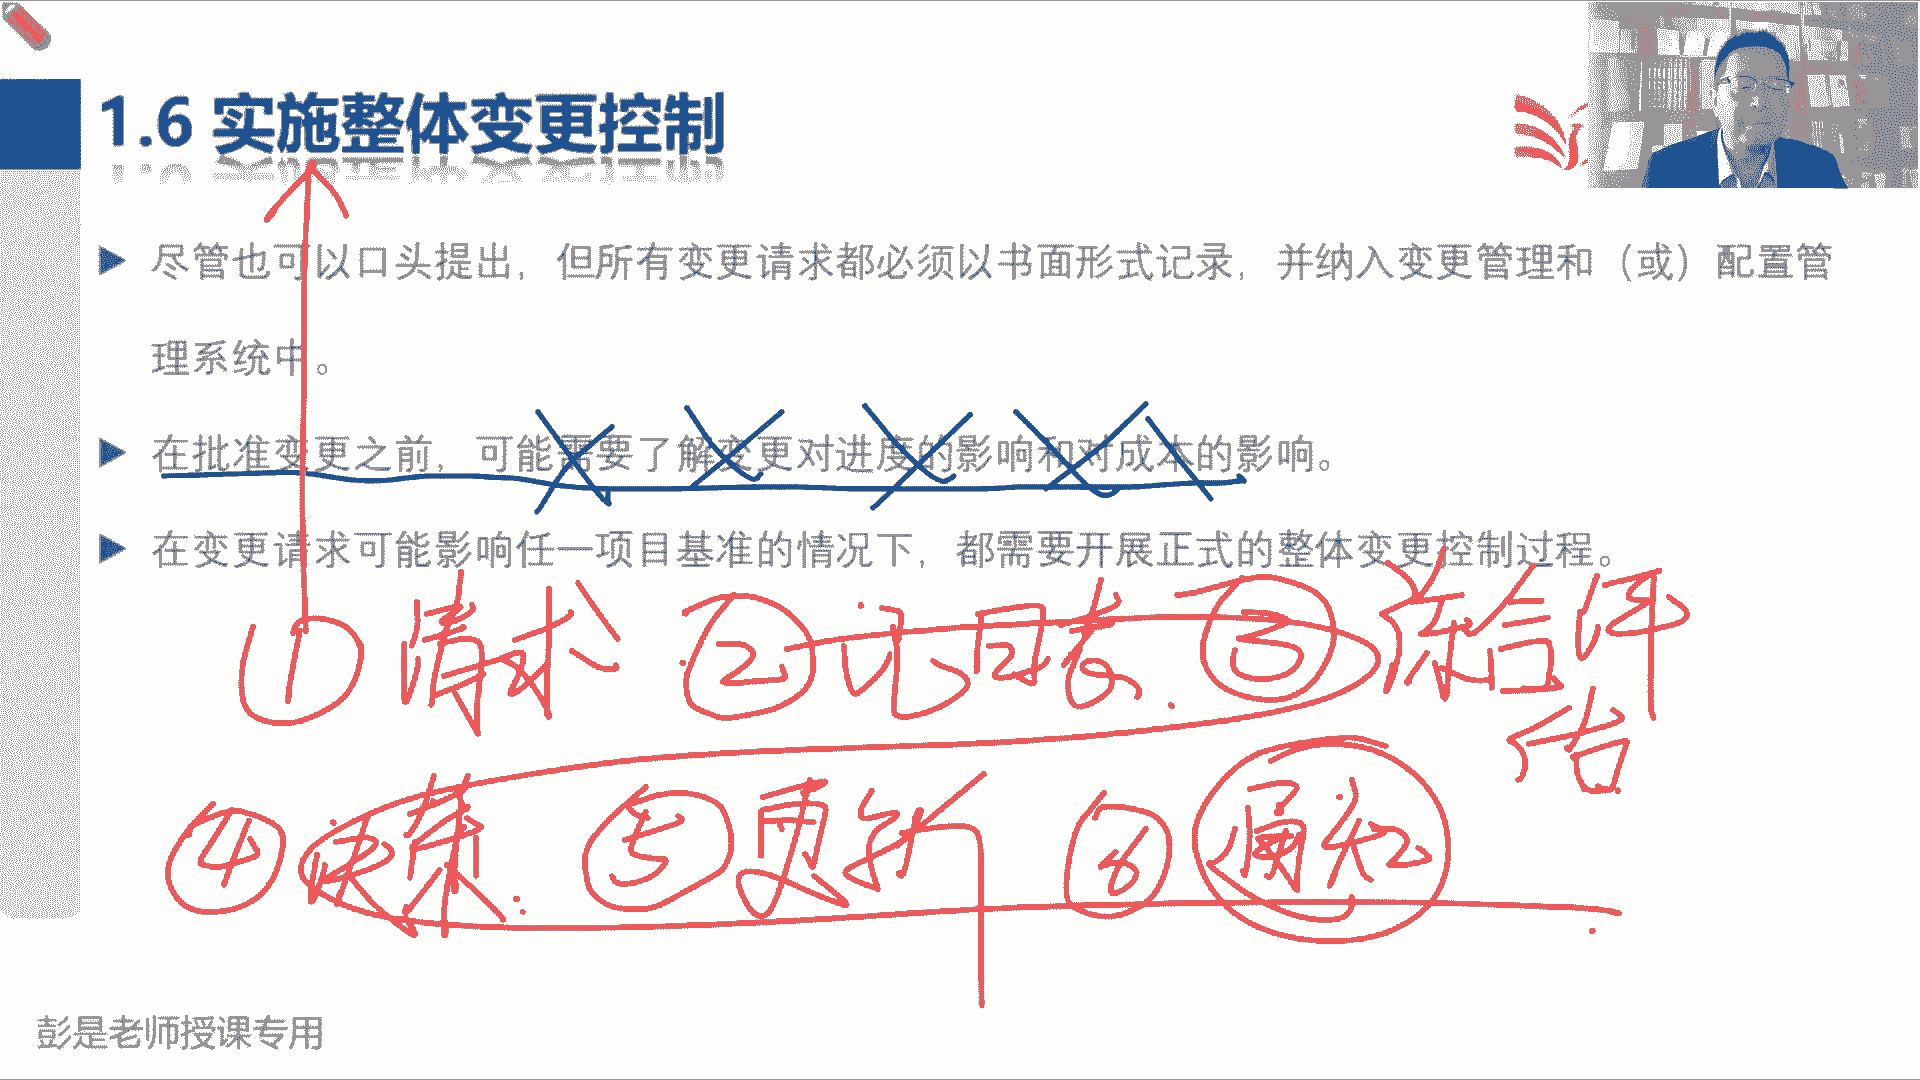 1.6 实施整体变更控制
尽管也可以口头提出，但所有变更请求都必须以书面形式记录，并纳入变更管理和（或）配置管
理系统中。
在批准变更之前，可能需要了解变更对进度的影响和对成本的影响。
在变更请求可能影响任一项目基准的情况下，都需要开展正式的整体变更控制过程。
① 请求 ② 记录 ③ 综合评
估
④ 决策 ⑤ 更新 ⑥ 通知
彭是老师授课专用